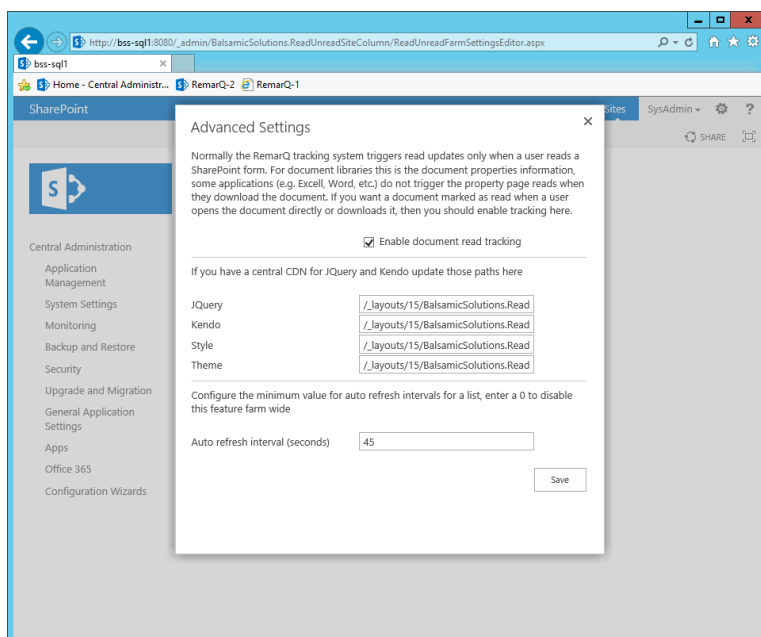 http://bss-sql1:8080/_admin/BalsamicSolutions.ReadUnreadSiteColumn/ReadUnreadFarmSettingsEditor.aspx
bss-sql1
Home - Central Administr... RemarQ-2 RemarQ-1
SharePoint
Sites SysAdmin
SHARE
Central Administration
Application
Management
System Settings
Monitoring
Backup and Restore
Security
Upgrade and Migration
General Application
Settings
Apps
Office 365
Configuration Wizards
Advanced Settings
Normally the RemarQ tracking system triggers read updates only when a user reads a
SharePoint form. For document libraries this is the document properties information,
some applications (e.g. Excell, Word, etc.) do not trigger the property page reads when
they download the document. If you want a document marked as read when a user
opens the document directly or downloads it, then you should enable tracking here.
Enable document read tracking
If you have a central CDN for JQuery and Kendo update those paths here
JQuery /_layouts/15/BalsamicSolutions.Read
Kendo /_layouts/15/BalsamicSolutions.Read
Style /_layouts/15/BalsamicSolutions.Read
Theme /_layouts/15/BalsamicSolutions.Read
Configure the minimum value for auto refresh intervals for a list, enter a 0 to disable
this feature farm wide
Auto refresh interval (seconds) 45
Save